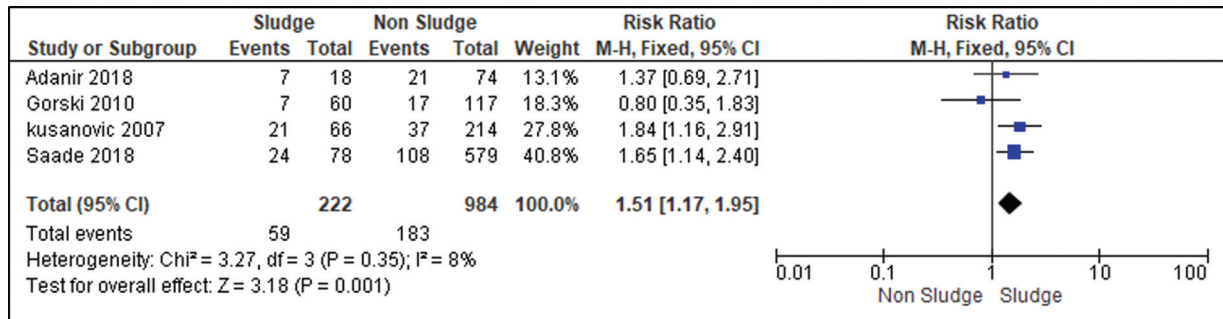 Sludge Non Sludge Risk Ratio Risk Ratio
Study or Subgroup Events Total Events Total Weight M-H, Fixed, 95% CI M-H, Fixed, 95% CI
Adanir 2018 7 18 21 74 13.1% 1.37 [0.69, 2.71]
Gorski 2010 7 60 17 117 18.3% 0.80 [0.35, 1.83]
kusanovic 2007 21 66 37 214 27.8% 1.84 [1.16, 2.91]
Saade 2018 24 78 108 579 40.8% 1.65 [1.14, 2.40]
Total (95% CI) 222 984 100.0% 1.51 [1.17, 1.95]
Total events 59 183
Heterogeneity: Chi² = 3.27, df = 3 (P = 0.35); I² = 8%
Test for overall effect: Z = 3.18 (P = 0.001)
0.01 0.1 1 10 100
Non Sludge Sludge